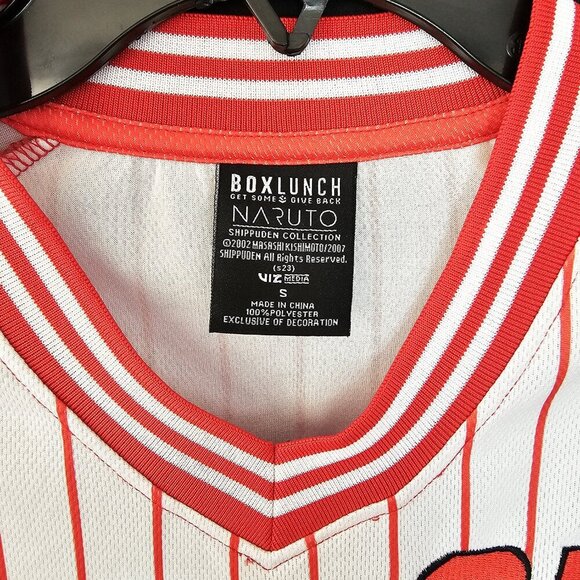 BOXLUNCH
GET SOME GIVE BACK
NARUTO
SHIPPUDEN COLLECTION
©2002 MASASHI KISHIMOTO/2007
SHIPPUDEN All Rights Reserved.
(s23)
VIZ MEDIA
S
MADE IN CHINA
100%POLYESTER
EXCLUSIVE OF DECORATION